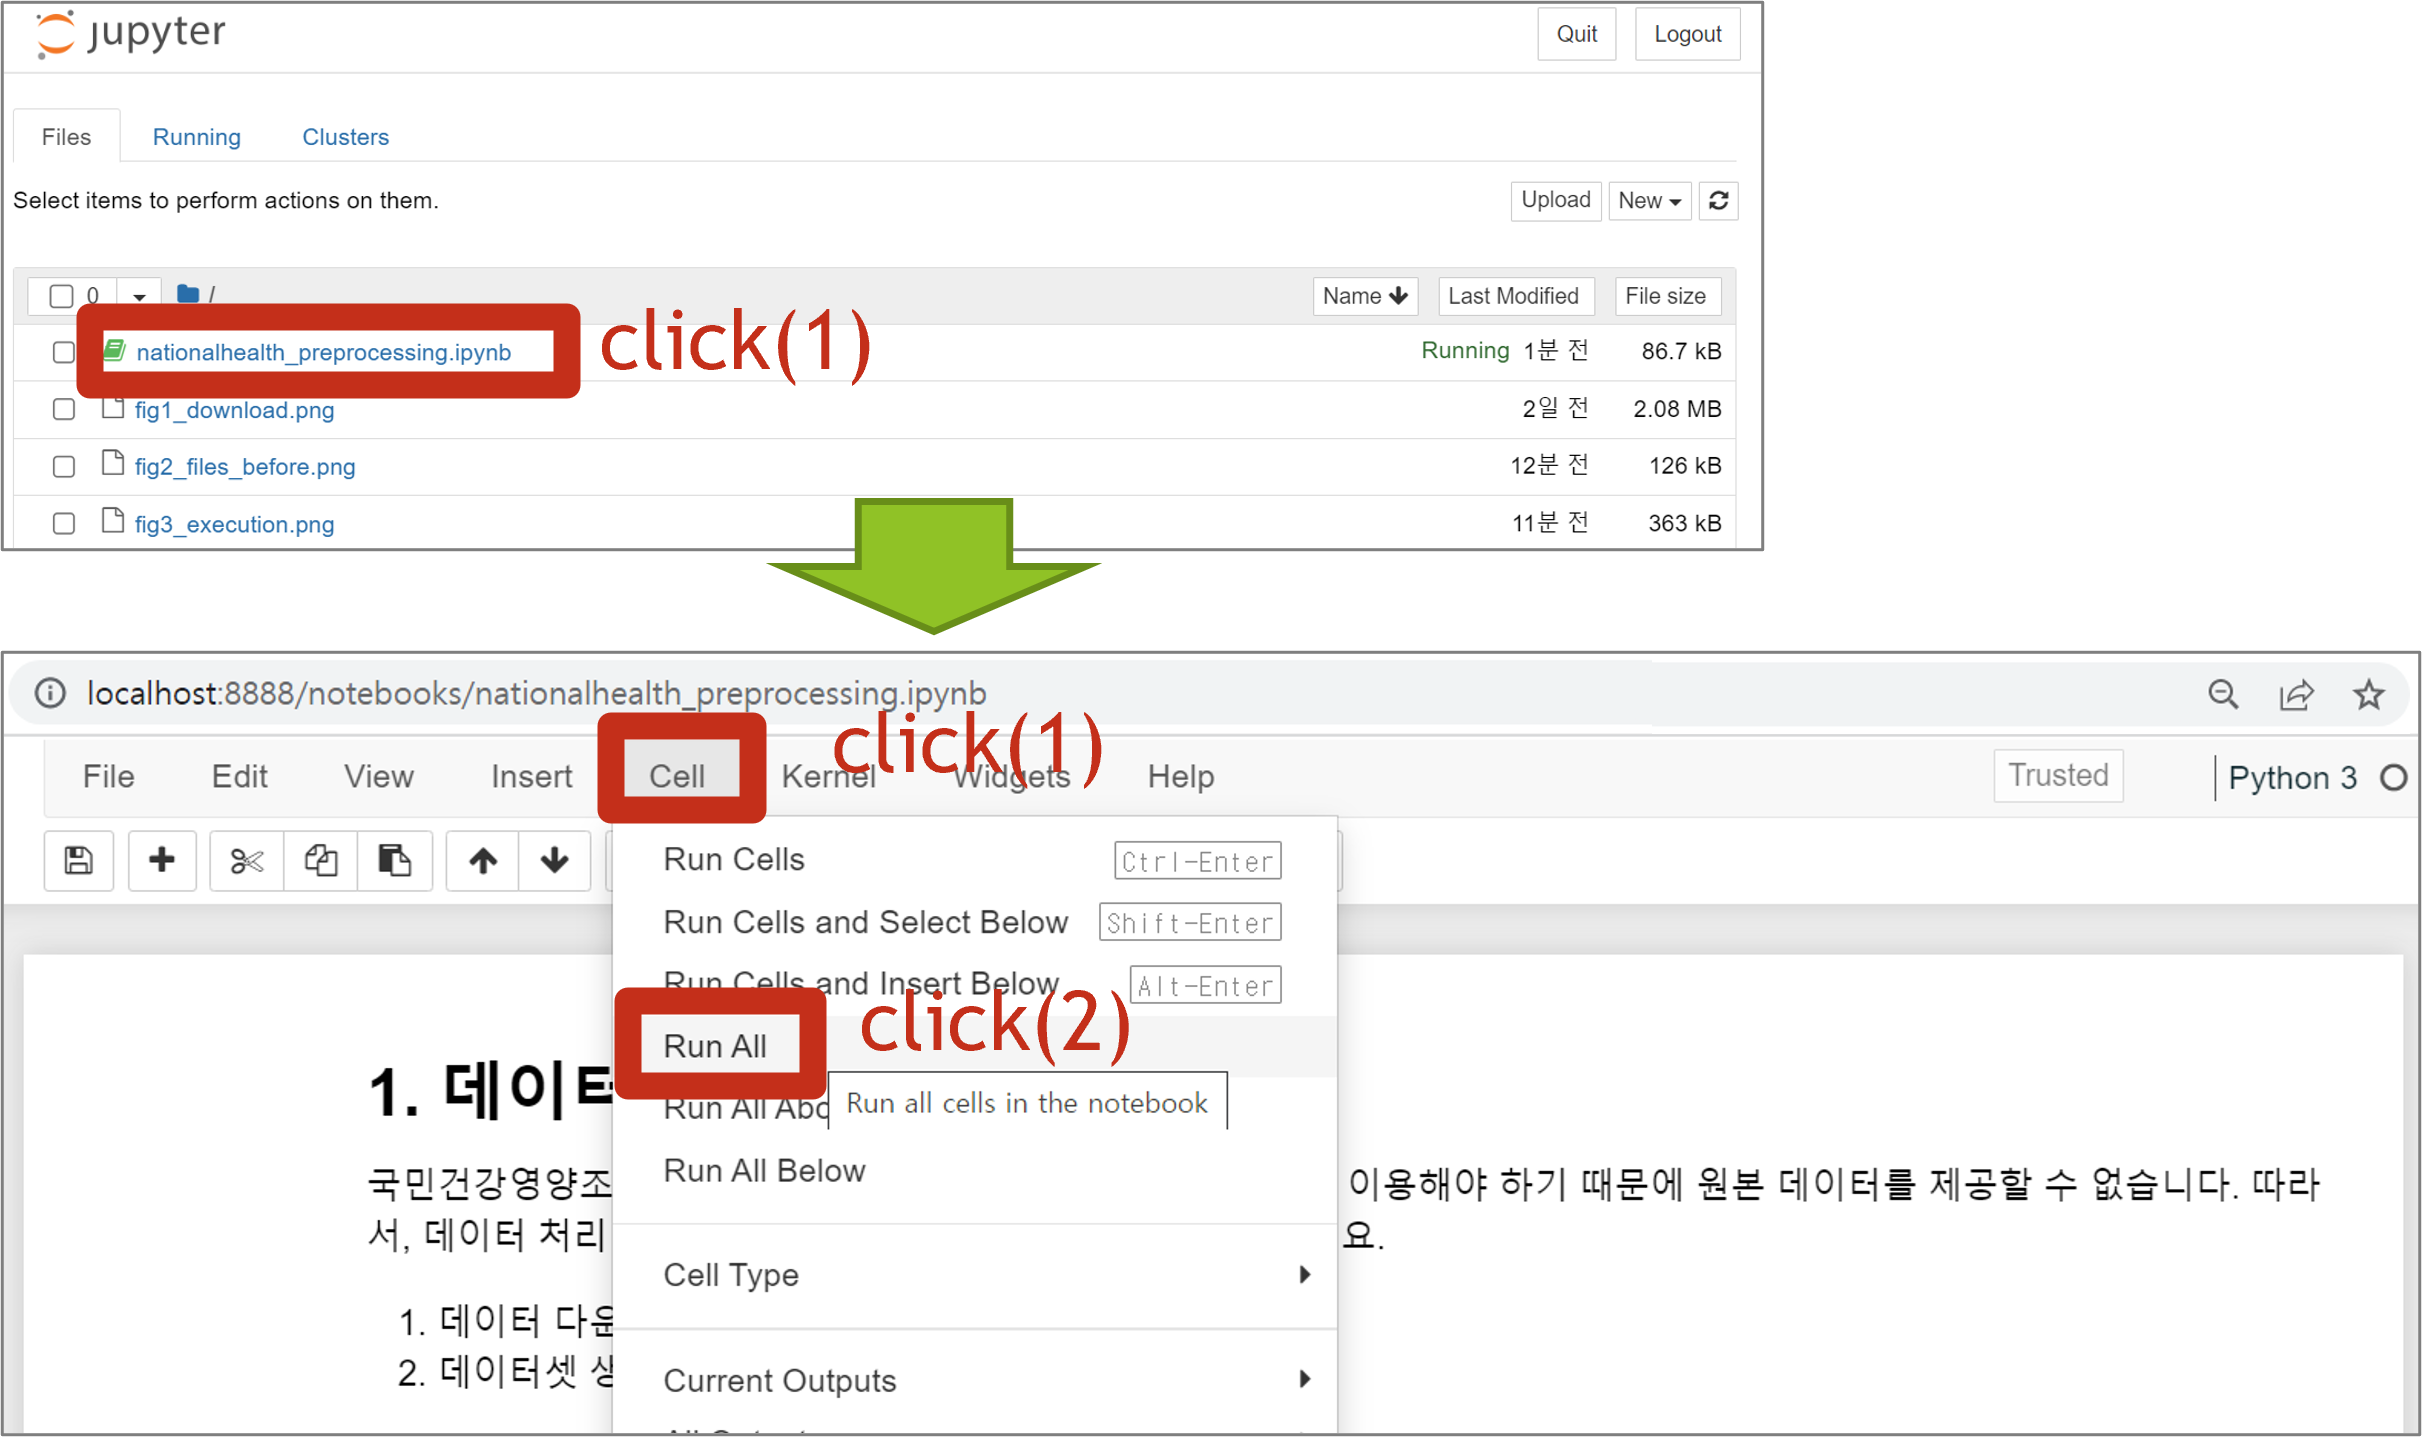 jupyter
Quit Logout
Files Running Clusters
Select items to perform actions on them.
Upload New
0 /
Name Last Modified File size
nationalhealth_preprocessing.ipynb click(1) Running 1분 전 86.7 kB
fig1_download.png 2일 전 2.08 MB
fig2_files_before.png 12분 전 126 kB
fig3_execution.png 11분 전 363 kB
localhost:8888/notebooks/nationalhealth_preprocessing.ipynb
click(1)
File Edit View Insert Cell Kernel Widgets Help Trusted Python 3
Run Cells Ctrl-Enter
Run Cells and Select Below Shift-Enter
Run Cells and Insert Below Alt-Enter
Run All click(2)
1. 데이터
Run All Abo Run all cells in the notebook
Run All Below
국민건강영양조 이용해야 하기 때문에 원본 데이터를 제공할 수 없습니다. 따라
서, 데이터 처리 요.
Cell Type
1. 데이터 다운
2. 데이터셋 생
Current Outputs